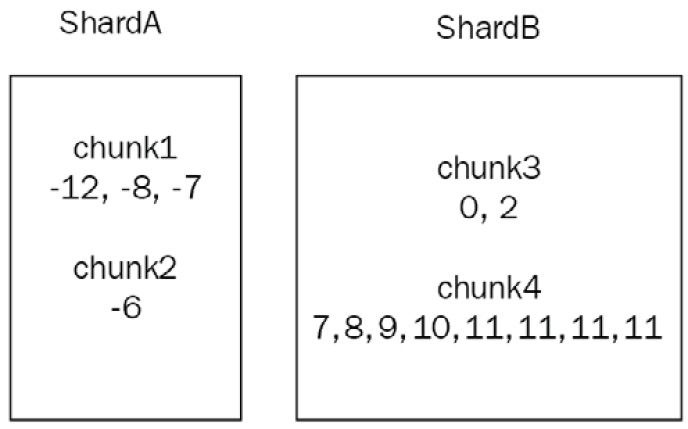 ShardA
chunk1
-12, -8, -7
chunk2
-6
ShardB
chunk3
0, 2
chunk4
7,8,9,10,11,11,11,11